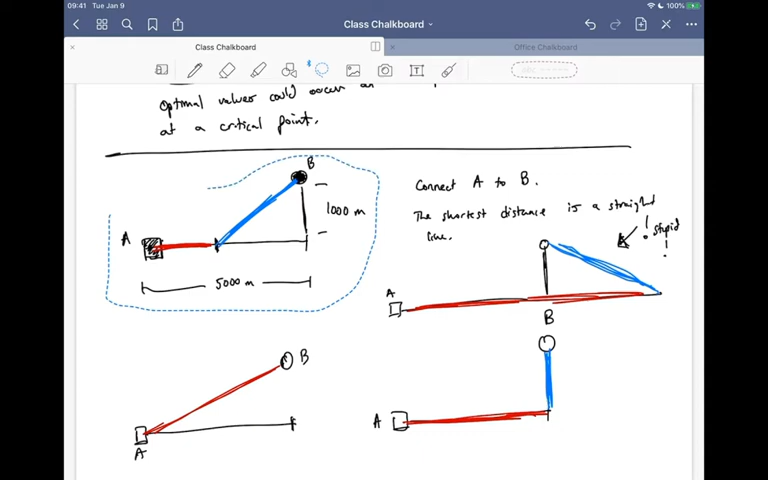 09:41 Tue Jan 9
100%
Class Chalkboard
Class Chalkboard
Office Chalkboard
Optimal values could occur
at a critical point.
B
A
1000 m
5000 m
Connect A to B.
The shortest distance is a straight
line.
! stupid
!
A
B
B
A
A